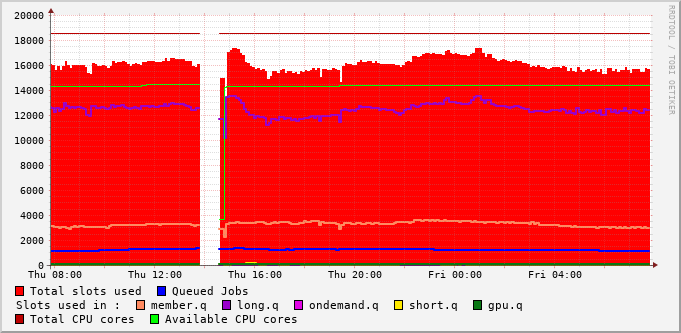 20000
18000
16000
14000
12000
10000
8000
6000
4000
2000
0
Thu 08:00 Thu 12:00 Thu 16:00 Thu 20:00 Fri 00:00 Fri 04:00
Total slots used Queued Jobs
Slots used in : member.q long.q ondemand.q short.q gpu.q
Total CPU cores Available CPU cores
RRDTOOL / TOBI OETIKER